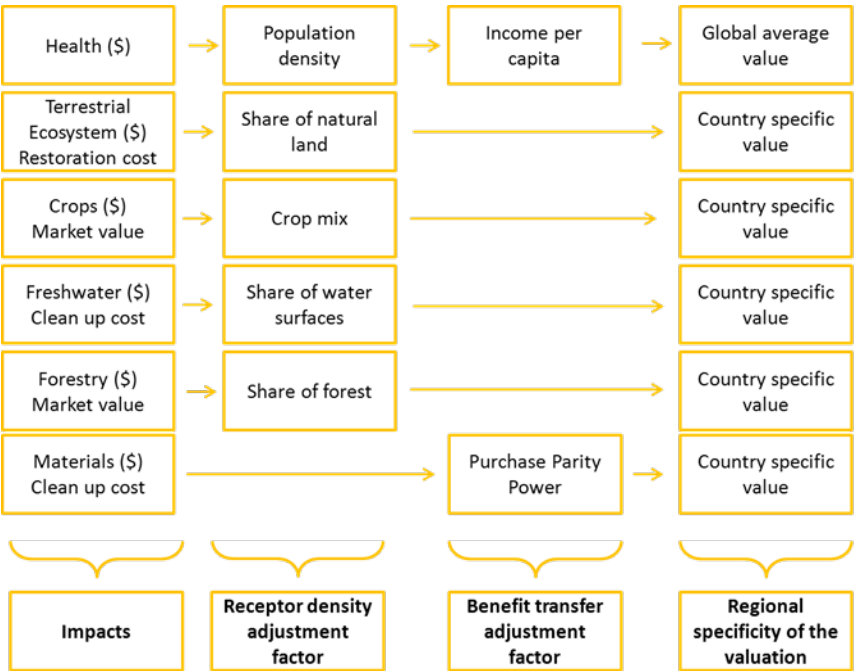 Health ($)
Population
density
Income per
capita
Global average
value
Terrestrial
Ecosystem ($)
Restoration cost
Share of natural
land
Country specific
value
Crops ($)
Market value
Crop mix
Country specific
value
Freshwater ($)
Clean up cost
Share of water
surfaces
Country specific
value
Forestry ($)
Market value
Share of forest
Country specific
value
Materials ($)
Clean up cost
Purchase Parity
Power
Country specific
value
Impacts
Receptor density
adjustment
factor
Benefit transfer
adjustment
factor
Regional
specificity of the
valuation